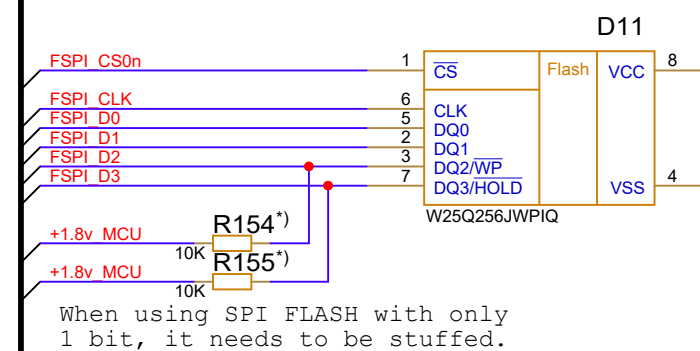 D11
FSPI_CS0n 1 CS Flash VCC 8
FSPI_CLK 6 CLK
FSPI_D0 5 DQ0
FSPI_D1 2 DQ1
FSPI_D2 3 DQ2/WP
FSPI_D3 7 DQ3/HOLD VSS 4
W25Q256JWPIQ
+1.8v_MCU 10K R154*)
+1.8v_MCU 10K R155*)
When using SPI FLASH with only
1 bit, it needs to be stuffed.